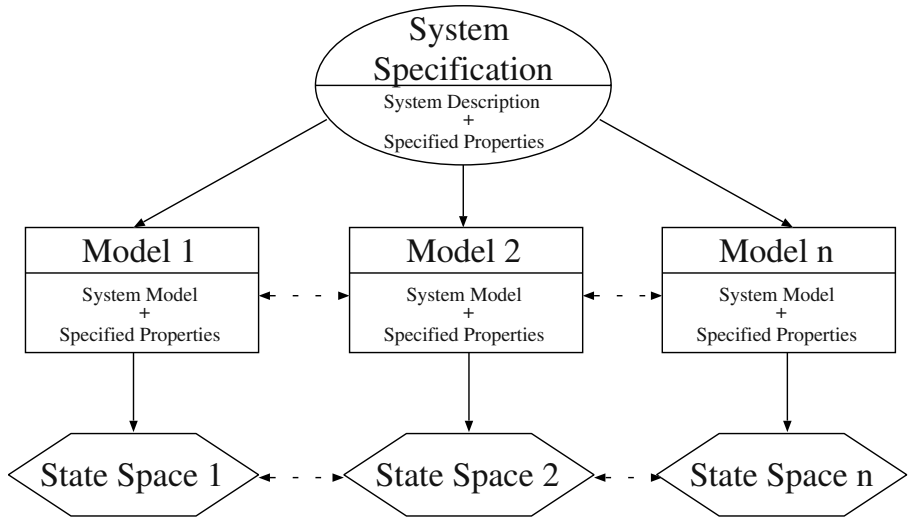 System
Specification
System Description
+
Specified Properties
Model 1
System Model
+
Specified Properties
Model 2
System Model
+
Specified Properties
Model n
System Model
+
Specified Properties
State Space 1
State Space 2
State Space n